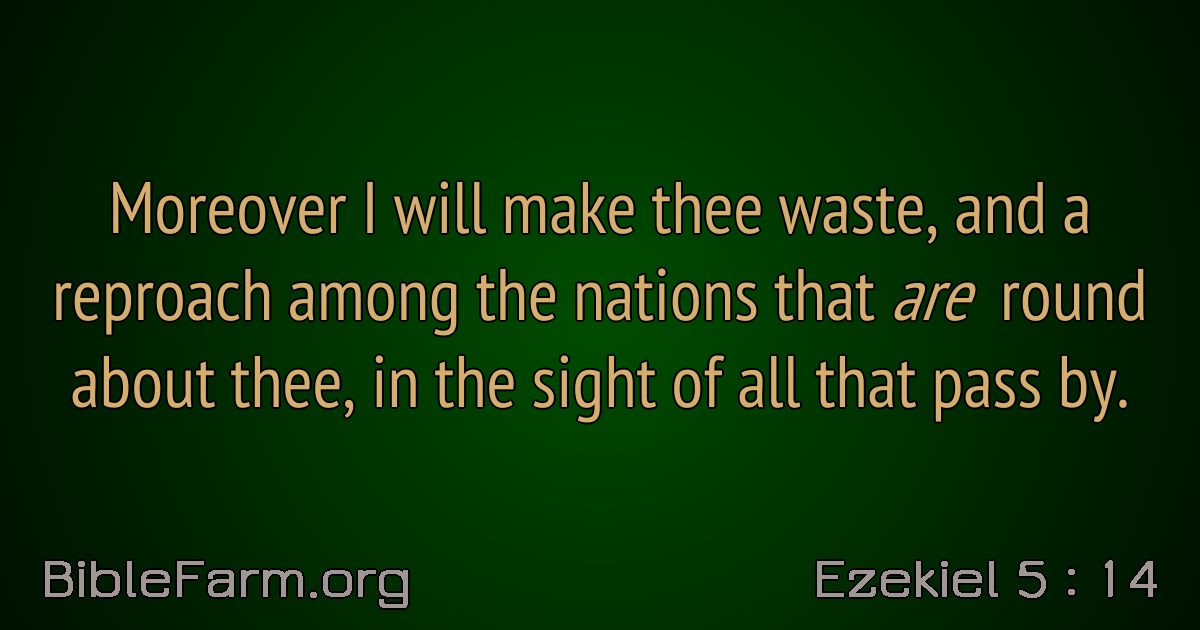 Moreover I will make thee waste, and a
reproach among the nations that are round
about thee, in the sight of all that pass by.
BibleFarm.org
Ezekiel 5 : 14